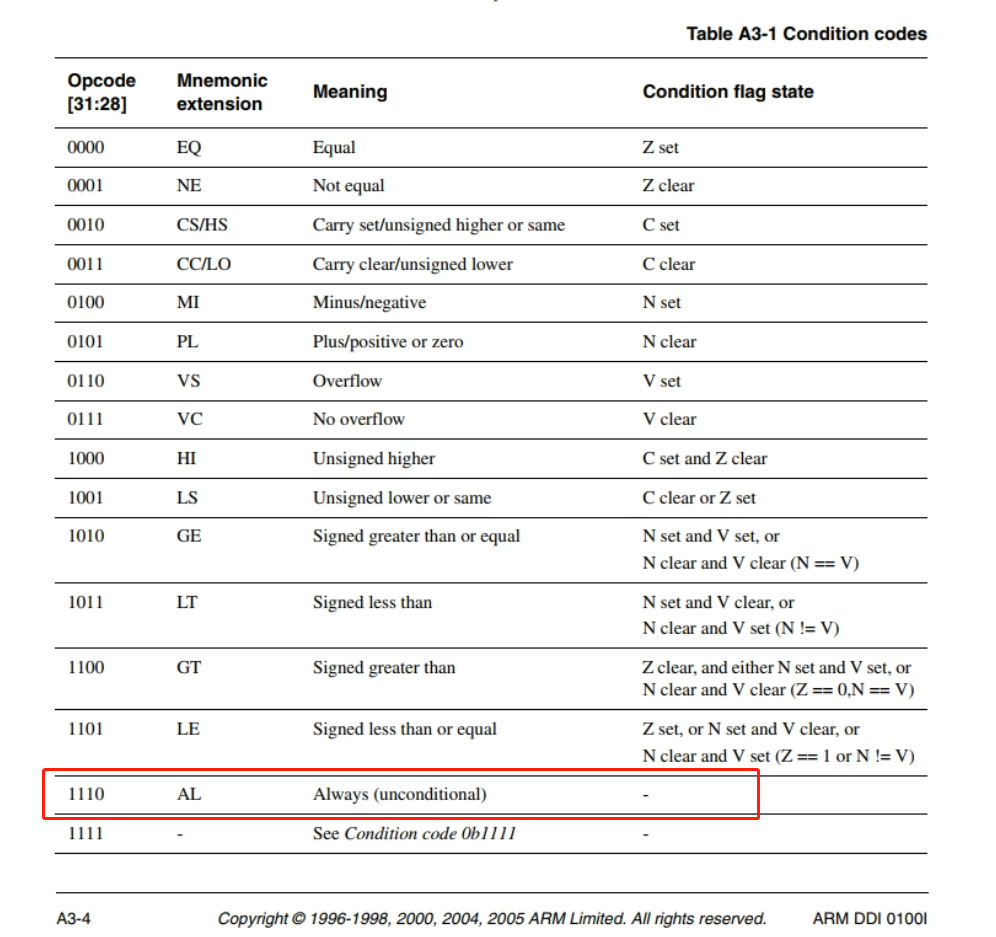 Table A3-1 Condition codes
Opcode [31:28] Mnemonic extension Meaning Condition flag state
0000 EQ Equal Z set
0001 NE Not equal Z clear
0010 CS/HS Carry set/unsigned higher or same C set
0011 CC/LO Carry clear/unsigned lower C clear
0100 MI Minus/negative N set
0101 PL Plus/positive or zero N clear
0110 VS Overflow V set
0111 VC No overflow V clear
1000 HI Unsigned higher C set and Z clear
1001 LS Unsigned lower or same C clear or Z set
1010 GE Signed greater than or equal N set and V set, or
N clear and V clear (N == V)
1011 LT Signed less than N set and V clear, or
N clear and V set (N != V)
1100 GT Signed greater than Z clear, and either N set and V set, or
N clear and V clear (Z == 0,N == V)
1101 LE Signed less than or equal Z set, or N set and V clear, or
N clear and V set (Z == 1 or N != V)
1110 AL Always (unconditional) -
1111 - See Condition code 0b1111 -
A3-4 Copyright © 1996-1998, 2000, 2004, 2005 ARM Limited. All rights reserved. ARM DDI 0100I